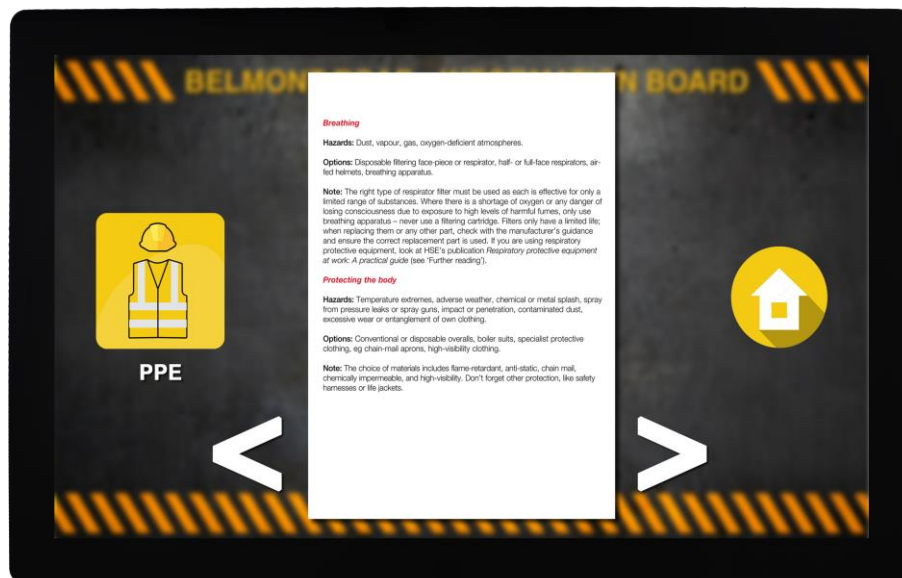 BELMONT
BOARD
Breathing
Hazards: Dust, vapour, gas, oxygen-deficient atmospheres.
Options: Disposable filtering face-piece or respirator, half- or full-face respirators, air-
fed helmets, breathing apparatus.
Note: The right type of respirator filter must be used as each is effective for only a
limited range of substances. Where there is a shortage of oxygen or any danger of
losing consciousness due to exposure to high levels of harmful fumes, only use
breathing apparatus – never use a filtering cartridge. Filters only have a limited life;
when replacing them or any other part, check with the manufacturer's guidance
and ensure the correct replacement part is used. If you are using respiratory
protective equipment, look at HSE's publication Respiratory protective equipment
at work: A practical guide (see 'Further reading').
Protecting the body
Hazards: Temperature extremes, adverse weather, chemical or metal splash, spray
from pressure leaks or spray guns, impact or penetration, contaminated dust,
excessive wear or entanglement of own clothing.
Options: Conventional or disposable overalls, boiler suits, specialist protective
clothing, eg chain-mail aprons, high-visibility clothing.
Note: The choice of materials includes flame-retardant, anti-static, chain mail,
chemically impermeable, and high-visibility. Don't forget other protection, like safety
harnesses or life jackets.
PPE